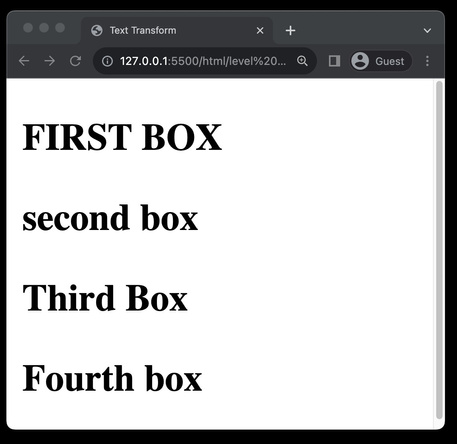 Text Transform
127.0.0.1:5500/html/level%20...
Guest
FIRST BOX
second box
Third Box
Fourth box